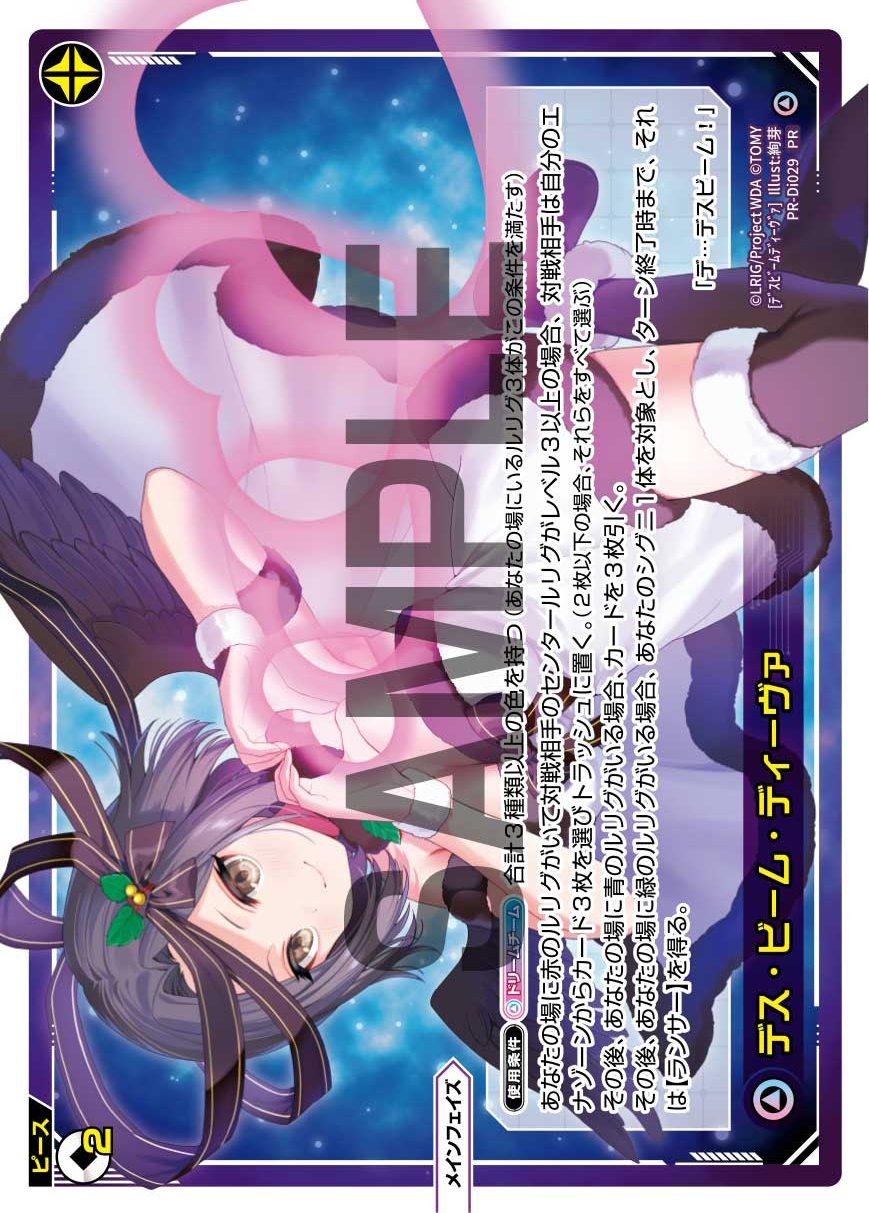 ピース
2
メインフェイズ
使用条件 ドリームチーム 合計3種類以上の色を持つ（あなたの場にいるルリグ3体がこの条件を満たす）
あなたの場に赤のルリグがいて対戦相手のセンタールリグがレベル3以上の場合、対戦相手は自分のエ
ナゾーンからカード3枚を選びトラッシュに置く。（2枚以下の場合、それらをすべて選ぶ）
その後、あなたの場に青のルリグがいる場合、カードを3枚引く。
その後、あなたの場に緑のルリグがいる場合、あなたのシグニ1体を対象とし、ターン終了時まで、それ
は【ランサー】を得る。
「デ…デスビーム！」
デス・ビーム・ディーヴァ
©LRIG/ProjectWDA ©TOMY
[ﾃﾞｽﾋﾞｰﾑﾃﾞｨｰｳﾞｧ] Illust:絢芽
PR-Di029 PR
SAMPLE